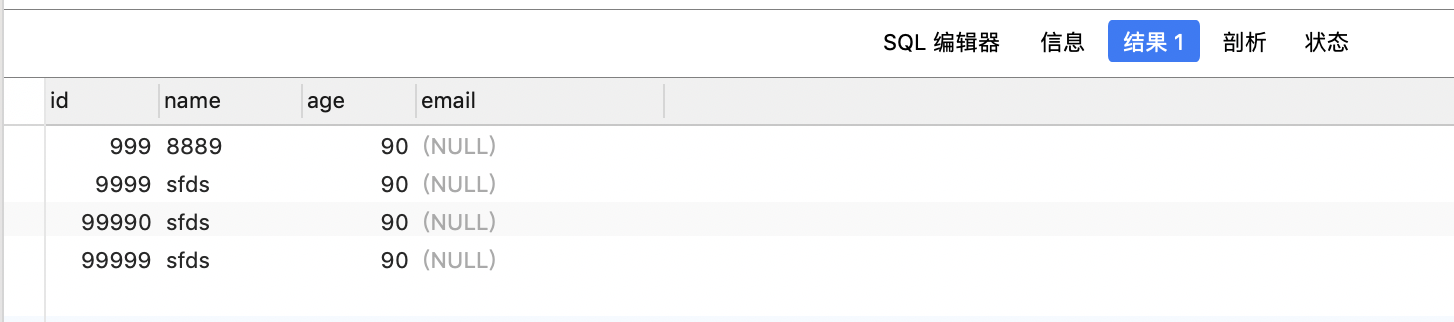 SQL 编辑器 信息 结果 1 剖析 状态
id name age email
999 8889 90 (NULL)
9999 sfds 90 (NULL)
99990 sfds 90 (NULL)
99999 sfds 90 (NULL)